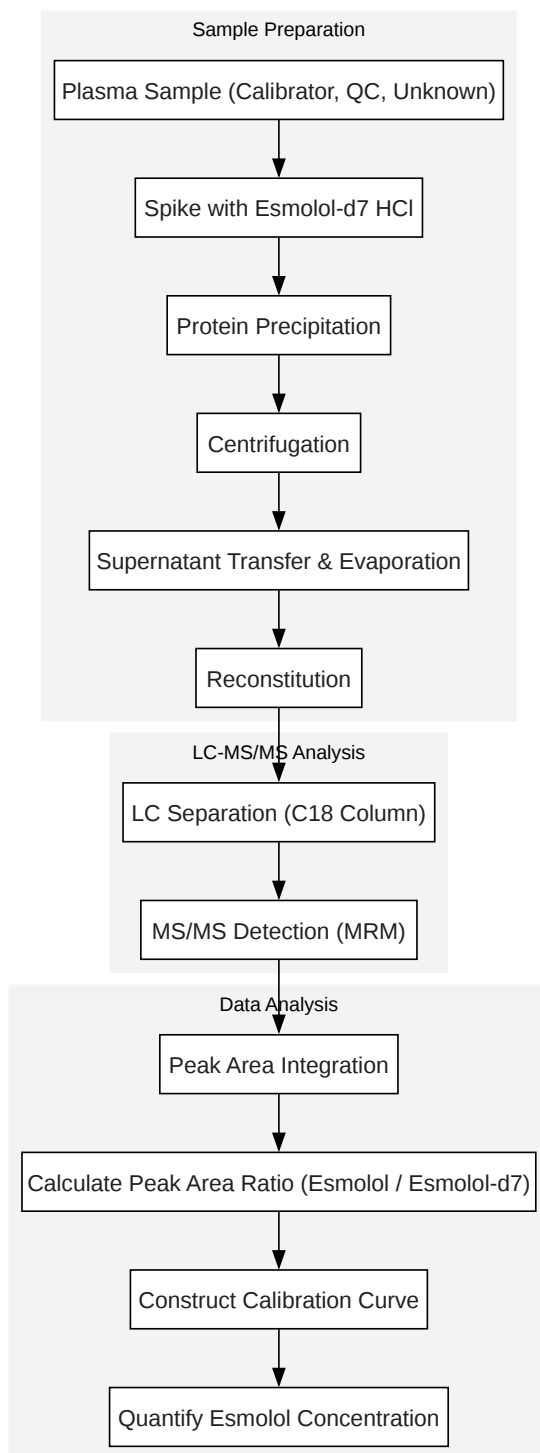 Sample Preparation
Plasma Sample (Calibrator, QC, Unknown)
Spike with Esmolol-d7 HCl
Protein Precipitation
Centrifugation
Supernatant Transfer & Evaporation
Reconstitution
LC-MS/MS Analysis
LC Separation (C18 Column)
MS/MS Detection (MRM)
Data Analysis
Peak Area Integration
Calculate Peak Area Ratio (Esmolol / Esmolol-d7)
Construct Calibration Curve
Quantify Esmolol Concentration